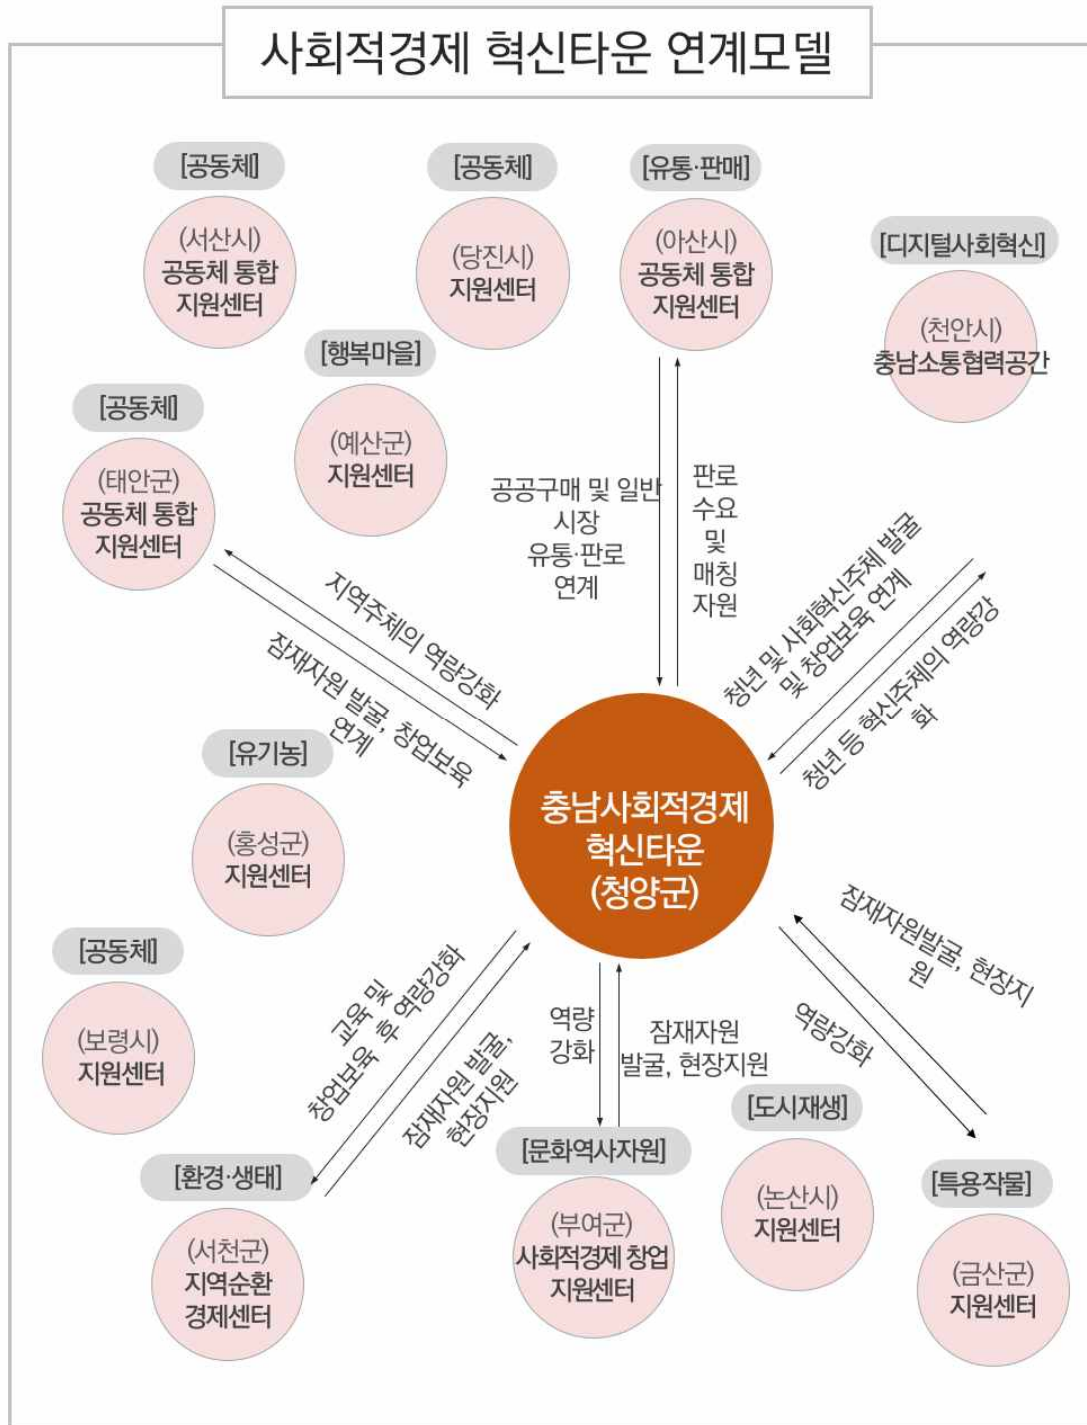 사회적경제 혁신타운 연계모델
[공동체]
(서산시)
공동체 통합
지원센터
[공동체]
(당진시)
지원센터
[유통·판매]
(아산시)
공동체 통합
지원센터
[디지털사회혁신]
(천안시)
충남소통협력공간
[행복마을]
(예산군)
지원센터
[공동체]
(태안군)
공동체 통합
지원센터
공공구매 및 일반
시장
유통·판로
연계
판로
수요
및
매칭
자원
청년 및 사회혁신주체 발굴
및 창업보육 연계
청년 등 혁신주체의 역량강
화
지역주체의 역량강화
잠재자원 발굴, 창업보육
연계
충남사회적경제
혁신타운
(청양군)
[유기농]
(홍성군)
지원센터
[공동체]
(보령시)
지원센터
교육 및
창업보육 후 역량강화
잠재자원 발굴,
현장지원
역량
강화
잠재자원
발굴, 현장지원
잠재자원발굴, 현장지
원
역량강화
[환경·생태]
(서천군)
지역순환
경제센터
[문화역사자원]
(부여군)
사회적경제 창업
지원센터
[도시재생]
(논산시)
지원센터
[특용작물]
(금산군)
지원센터